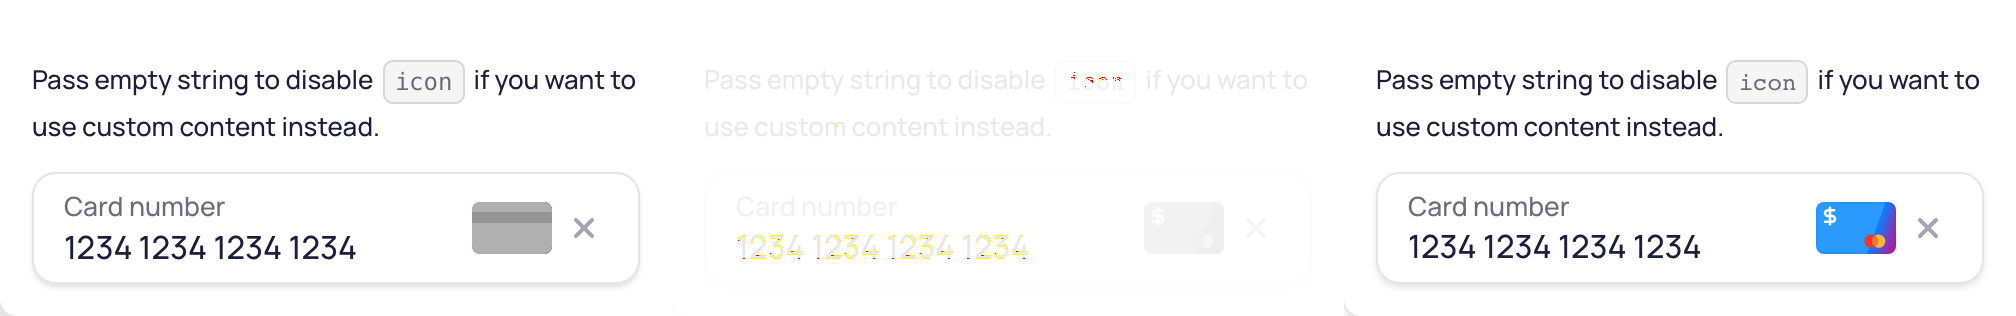 Pass empty string to disable icon if you want to
use custom content instead.
Card number
1234 1234 1234 1234
Pass empty string to disable icon if you want to
use custom content instead.
Card number
1234 1234 1234 1234
$
Pass empty string to disable icon if you want to
use custom content instead.
Card number
1234 1234 1234 1234
$